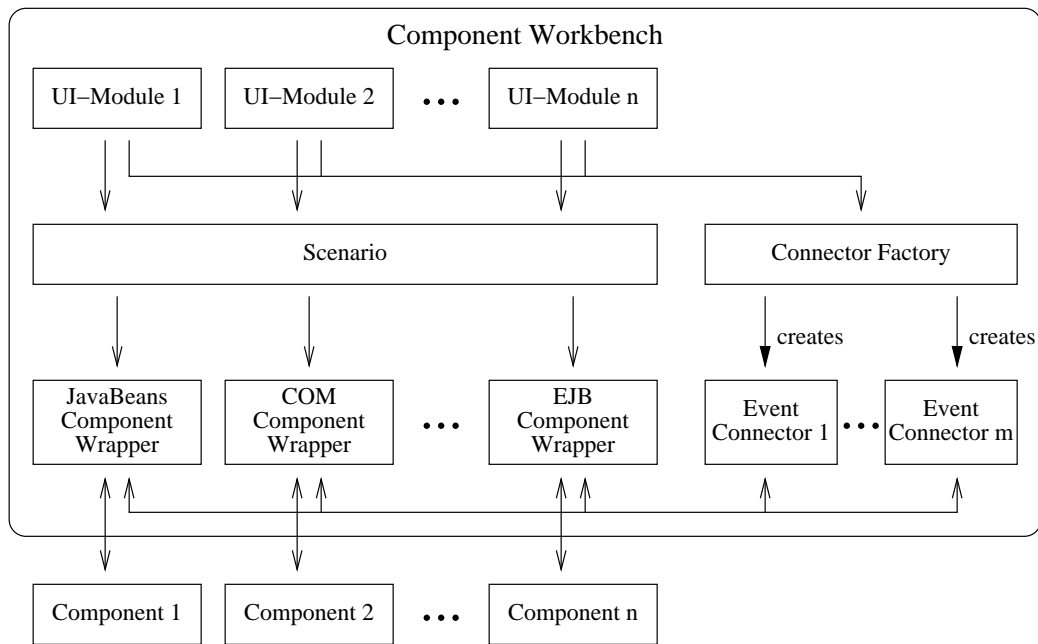 Component Workbench
UI–Module 1
UI–Module 2
UI–Module n
Scenario
Connector Factory
creates
creates
JavaBeans
Component
Wrapper
COM
Component
Wrapper
EJB
Component
Wrapper
Event
Connector 1
Event
Connector m
Component 1
Component 2
Component n